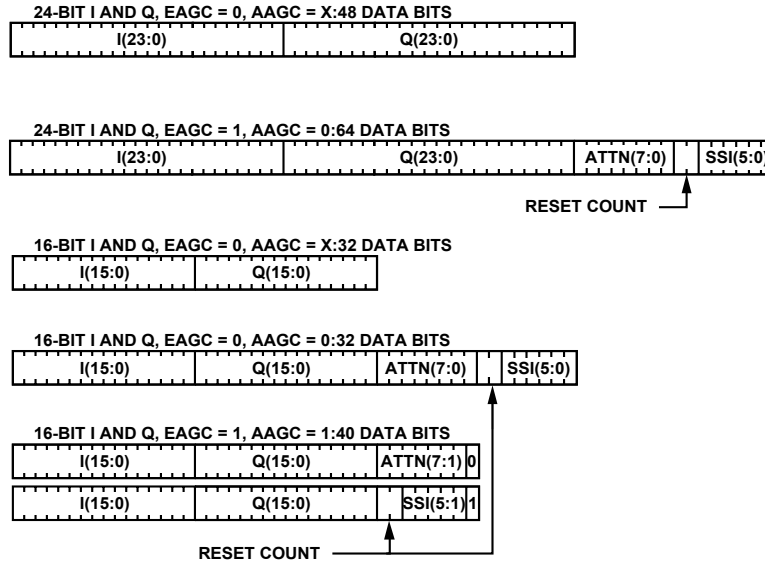 24-BIT I AND Q, EAGC = 0, AAGC = X:48 DATA BITS
I(23:0) Q(23:0)
24-BIT I AND Q, EAGC = 1, AAGC = 0:64 DATA BITS
I(23:0) Q(23:0) ATTN(7:0) SSI(5:0)
RESET COUNT
16-BIT I AND Q, EAGC = 0, AAGC = X:32 DATA BITS
I(15:0) Q(15:0)
16-BIT I AND Q, EAGC = 0, AAGC = 0:32 DATA BITS
I(15:0) Q(15:0) ATTN(7:0) SSI(5:0)
16-BIT I AND Q, EAGC = 1, AAGC = 1:40 DATA BITS
I(15:0) Q(15:0) ATTN(7:1) 0
I(15:0) Q(15:0) SSI(5:1) 1
RESET COUNT